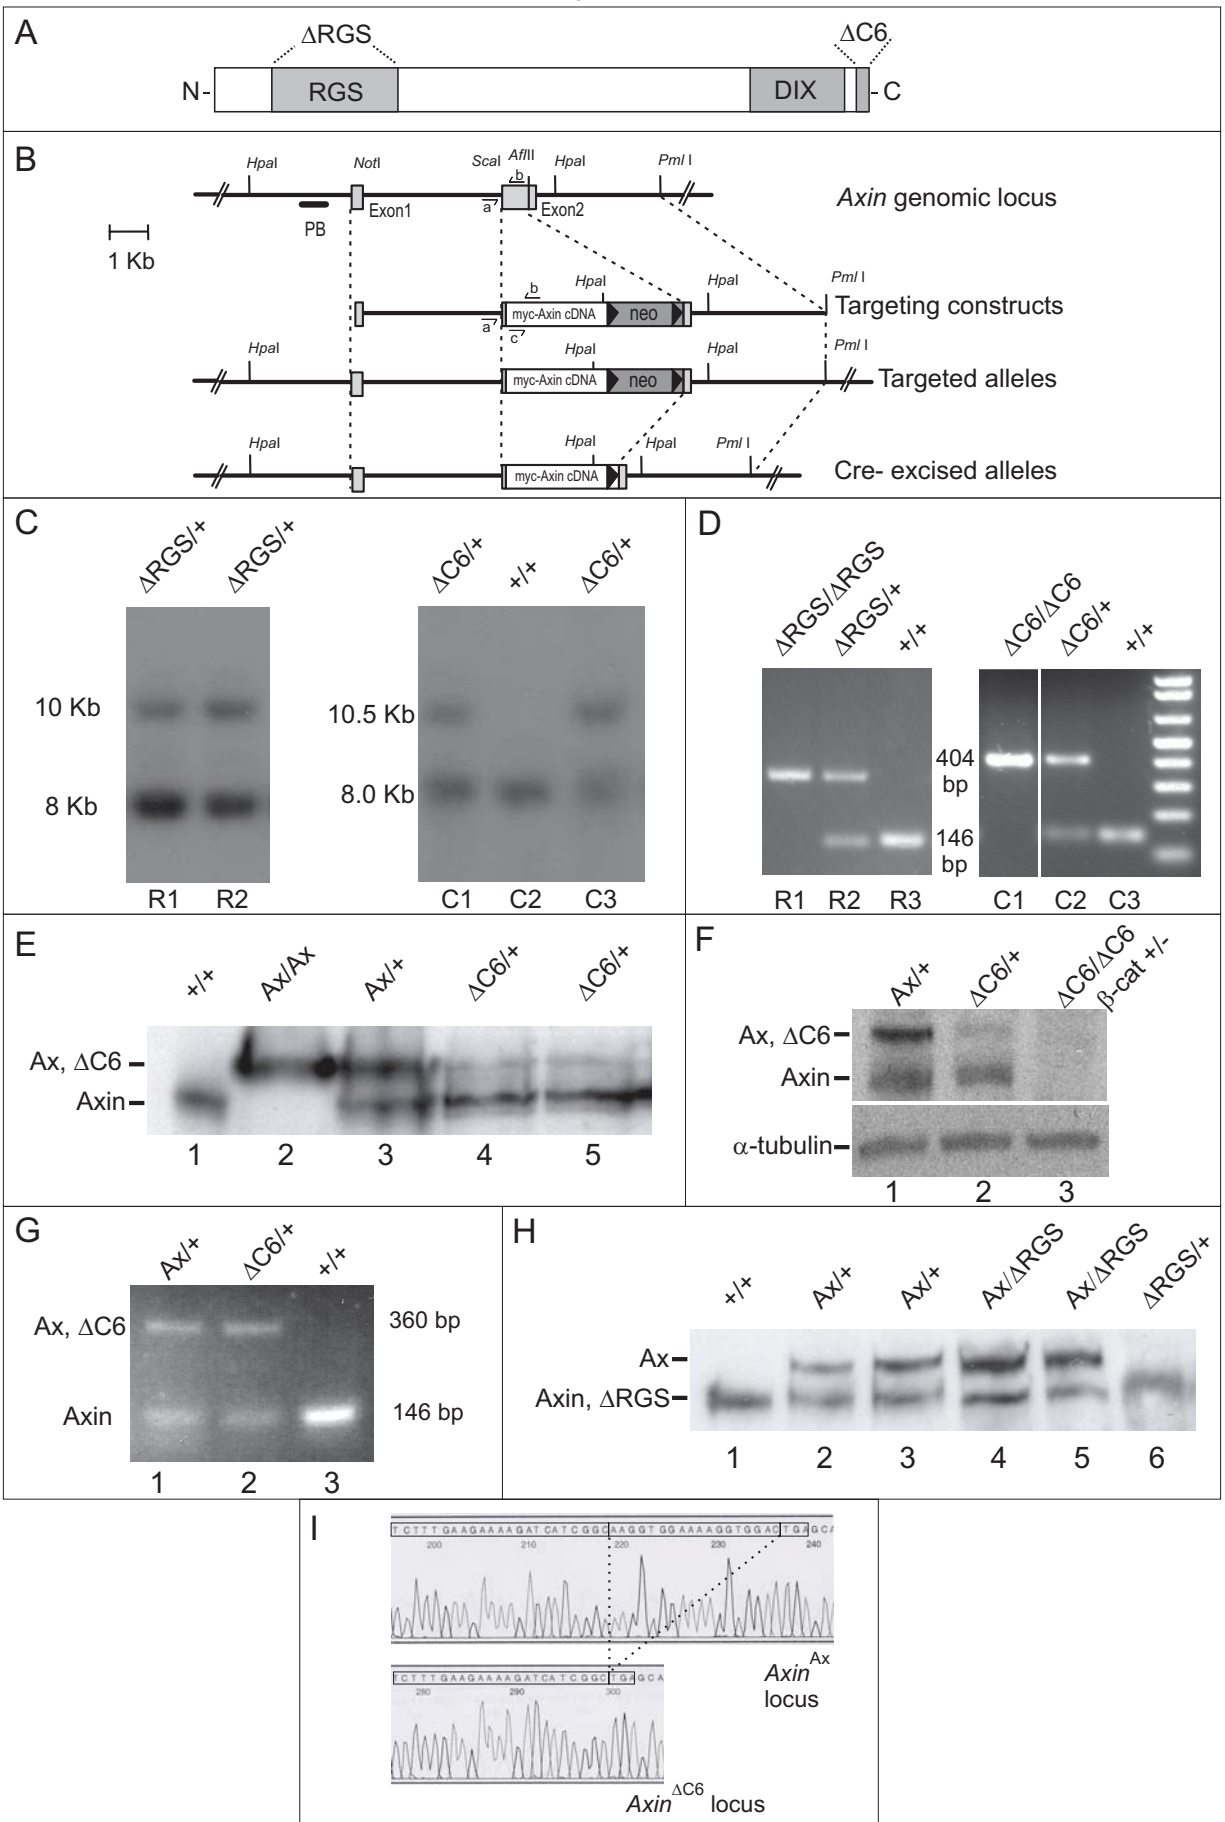 A
ΔRGS
ΔC6
N-
RGS
DIX
-C
B
HpaI
NotI
ScaI
AflII
HpaI
Pml I
b
a
Exon1
Exon2
PB
Axin genomic locus
1 Kb
HpaI
HpaI
Pml I
b
myc-Axin cDNA
neo
a
c
Targeting constructs
HpaI
HpaI
HpaI
Pml I
myc-Axin cDNA
neo
Targeted alleles
HpaI
HpaI
HpaI
Pml I
myc-Axin cDNA
Cre- excised alleles
C
ΔRGS/+
ΔRGS/+
ΔC6/+
+/+
ΔC6/+
10 Kb
8 Kb
10.5 Kb
8.0 Kb
R1
R2
C1
C2
C3
D
ΔRGS/ΔRGS
ΔRGS/+
+/+
ΔC6/ΔC6
ΔC6/+
+/+
404
bp
146
bp
R1
R2
R3
C1
C2
C3
E
+/+
Ax/Ax
Ax/+
ΔC6/+
ΔC6/+
Ax, ΔC6
Axin
1
2
3
4
5
F
Ax/+
ΔC6/+
ΔC6/ΔC6
β-cat +/-
Ax, ΔC6
Axin
α-tubulin
1
2
3
G
Ax/+
ΔC6/+
+/+
Ax, ΔC6
360 bp
Axin
146 bp
1
2
3
H
+/+
Ax/+
Ax/+
Ax/ΔRGS
Ax/ΔRGS
ΔRGS/+
Ax
Axin, ΔRGS
1
2
3
4
5
6
I
TCTTTGAAGAAAAGATCATCGGCAAGGTGGAAAAGGTGGACTGAGCA
200
210
220
230
240
Axin Ax
locus
TCTTTGAAGAAAAGATCATCGGCTGAGCA
280
290
300
Axin ΔC6 locus